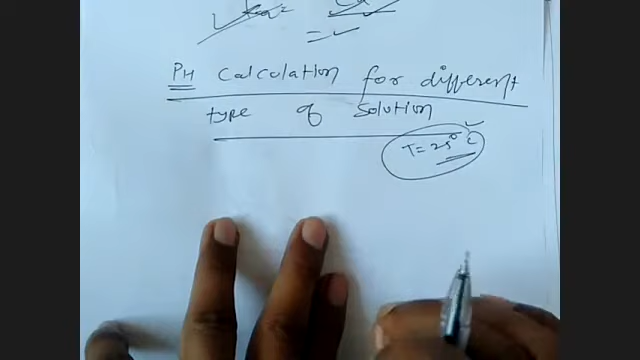 PH Calculation for different
type of Solution
T = 25° C